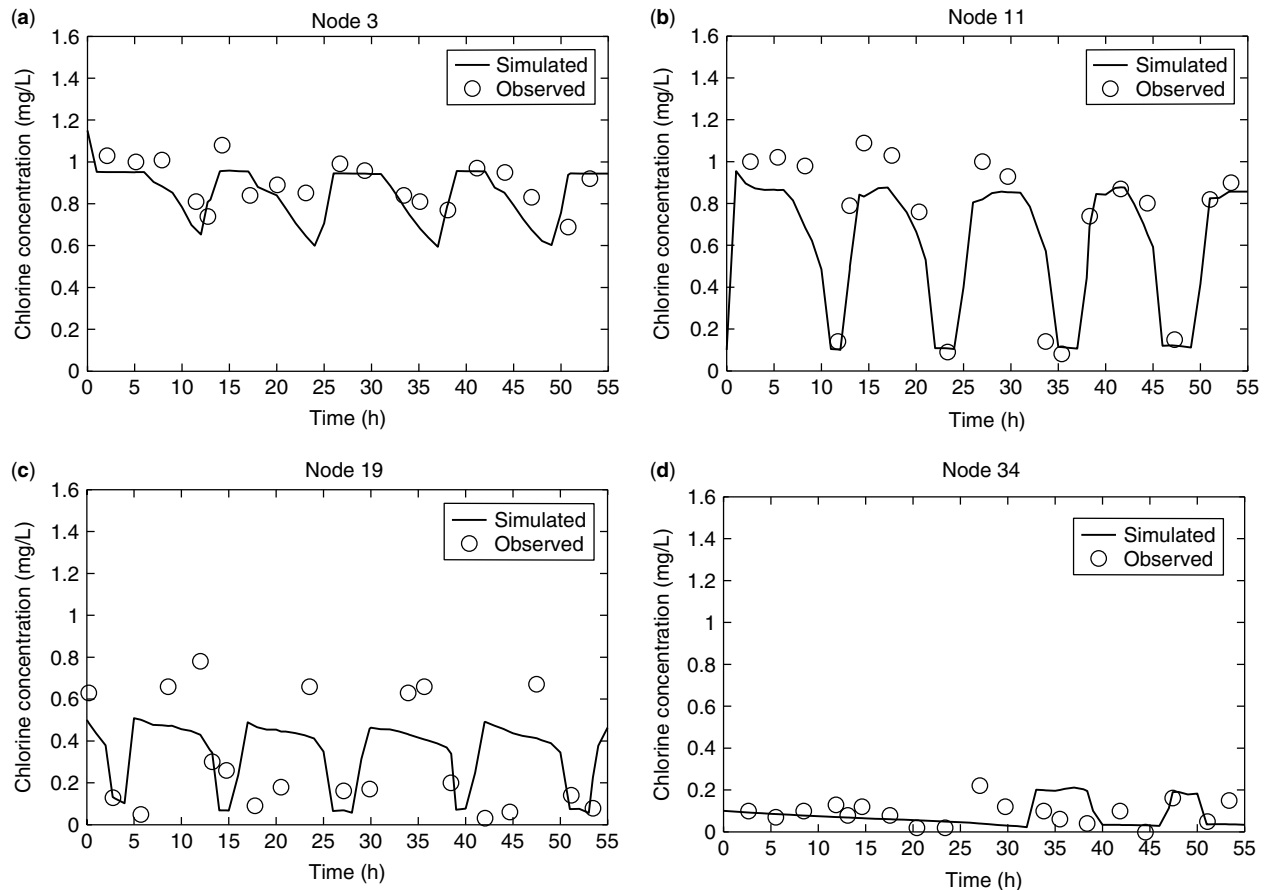 (a)
Node 3
1.6
1.4
1.2
1
0.8
0.6
0.4
0.2
0
Chlorine concentration (mg/L)
Simulated
Observed
0 5 10 15 20 25 30 35 40 45 50 55
Time (h)
(b)
Node 11
1.6
1.4
1.2
1
0.8
0.6
0.4
0.2
0
Chlorine concentration (mg/L)
Simulated
Observed
0 5 10 15 20 25 30 35 40 45 50 55
Time (h)
(c)
Node 19
1.6
1.4
1.2
1
0.8
0.6
0.4
0.2
0
Chlorine concentration (mg/L)
Simulated
Observed
0 5 10 15 20 25 30 35 40 45 50 55
Time (h)
(d)
Node 34
1.6
1.4
1.2
1
0.8
0.6
0.4
0.2
0
Chlorine concentration (mg/L)
Simulated
Observed
0 5 10 15 20 25 30 35 40 45 50 55
Time (h)